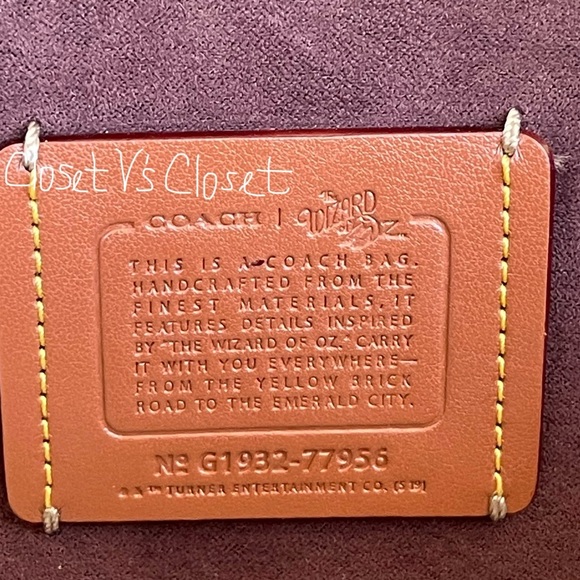 Closet V's Closet
COACH | THE WIZARD OF OZ
THIS IS A COACH BAG.
HANDCRAFTED FROM THE
FINEST MATERIALS, IT
FEATURES DETAILS INSPIRED
BY "THE WIZARD OF OZ." CARRY
IT WITH YOU EVERYWHERE—
FROM THE YELLOW BRICK
ROAD TO THE EMERALD CITY.
Nº G1932-77956
© & ™ TURNER ENTERTAINMENT CO. (S19)